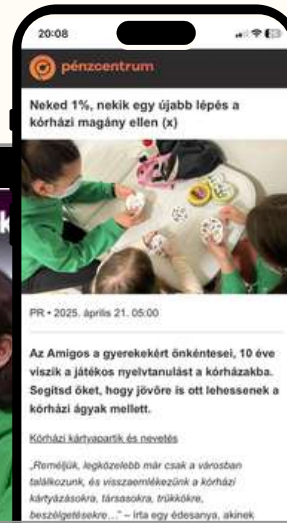 20:08
pénzcentrum
Neked 1%, nekik egy újabb lépés a
kórházi magány ellen (x)
PR • 2025. április 21. 05:00
Az Amigos a gyerekekért önkéntesei, 10 éve
viszik a játékos nyelvtanulást a kórházakba.
Segítsd őket, hogy jövőre is ott lehessenek a
kórházi ágyak mellett.
Kórházi kártyapartik és nevetés
„Reméljük, legközelebb már csak a városban
találkozunk, és visszaemlékezünk a kórházi
kártyázásokra, társasokra, trükkökre,
beszélgetésekre…” – írta egy édesanya, akinek